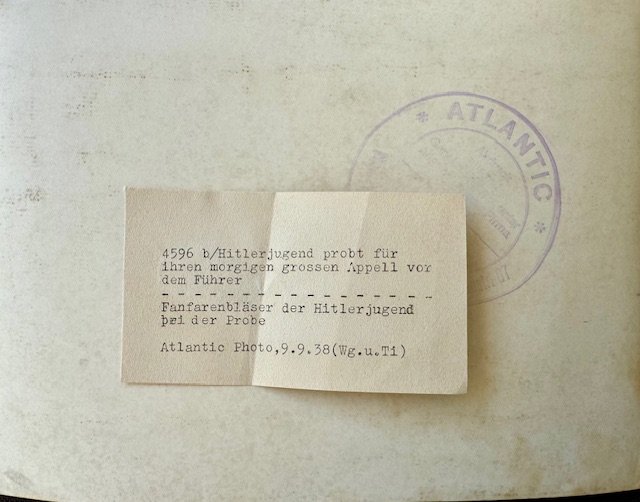 * ATLANTIC *
4596 b/Hitlerjugend probt für
ihren morgigen grossen Appell vor
dem Führer
- - - - - - - - - - - - - - - - -
Fanfarenbläser der Hitlerjugend
bei der Probe
Atlantic Photo,9.9.38(Wg.u.Ti)